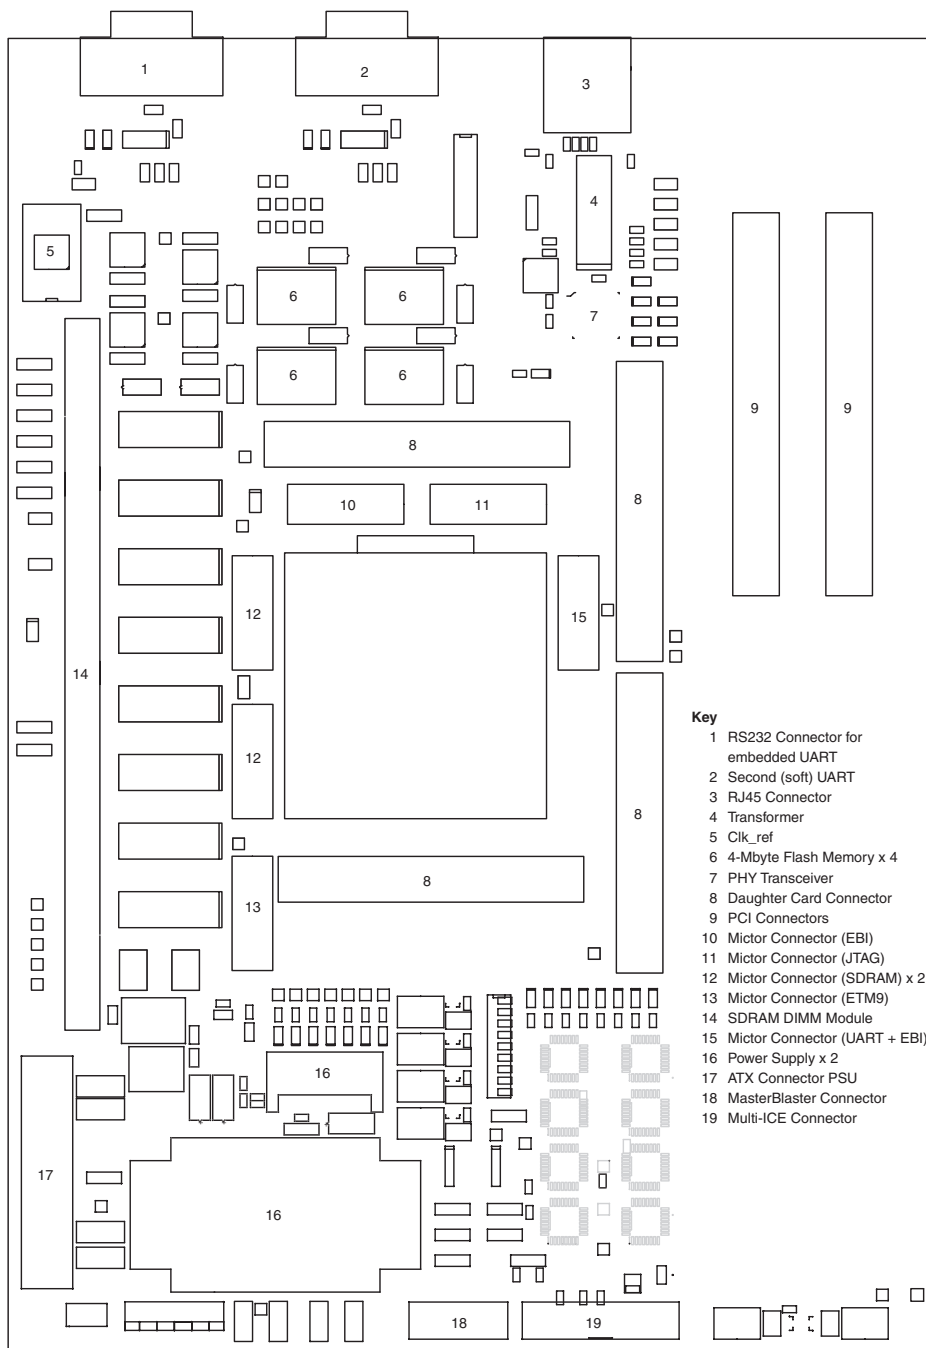 1
2
3
4
5
6
6
7
6
6
9
9
8
8
10
11
12
15
14
12
8
8
13
Key
1 RS232 Connector for
embedded UART
2 Second (soft) UART
3 RJ45 Connector
4 Transformer
5 Clk_ref
6 4-Mbyte Flash Memory x 4
7 PHY Transceiver
8 Daughter Card Connector
9 PCI Connectors
10 Mictor Connector (EBI)
11 Mictor Connector (JTAG)
12 Mictor Connector (SDRAM) x 2
13 Mictor Connector (ETM9)
14 SDRAM DIMM Module
15 Mictor Connector (UART + EBI)
16 Power Supply x 2
17 ATX Connector PSU
18 MasterBlaster Connector
19 Multi-ICE Connector
16
17
16
18
19